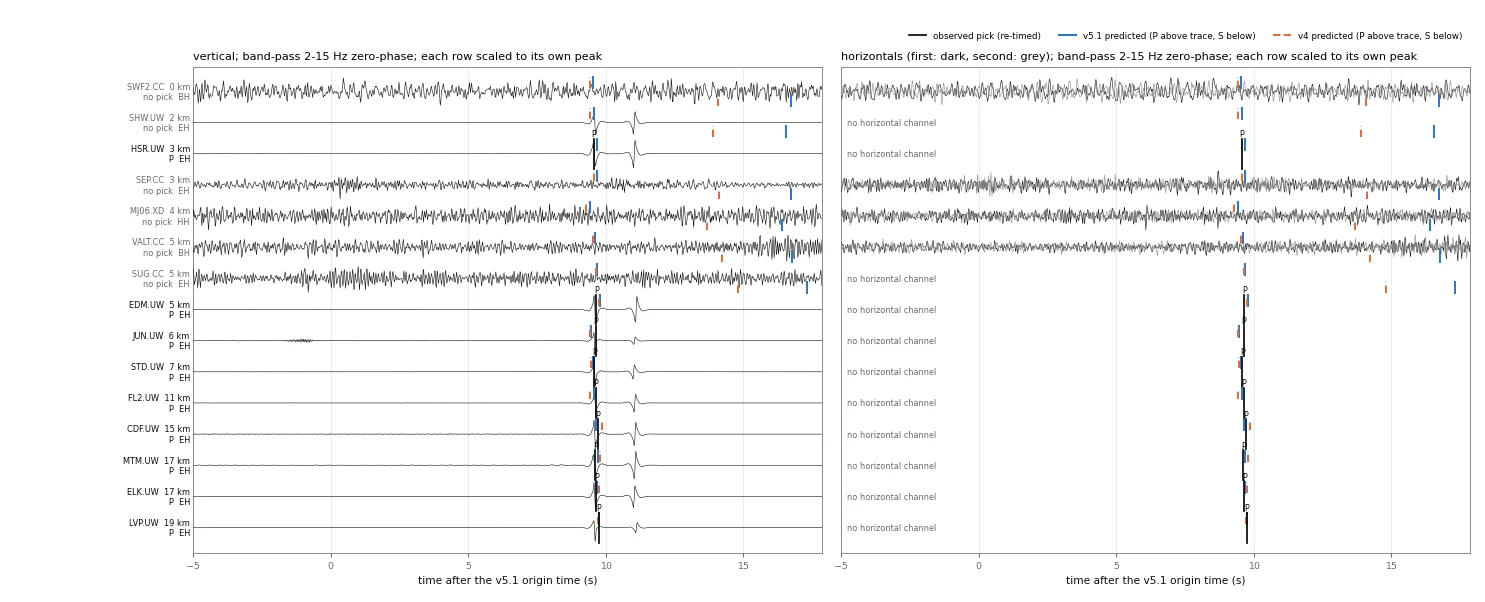 observed pick (re-timed)
v5.1 predicted (P above trace, S below)
v4 predicted (P above trace, S below)
vertical; band-pass 2-15 Hz zero-phase; each row scaled to its own peak
horizontals (first: dark, second: grey); band-pass 2-15 Hz zero-phase; each row scaled to its own peak
SWF2.CC 0 km
no pick BH
SHW.UW 2 km
no pick EH
no horizontal channel
P
P
HSR.UW 3 km
P EH
no horizontal channel
SEP.CC 3 km
no pick EH
MJ06.XD 4 km
no pick HH
VALT.CC 5 km
no pick BH
SUG.CC 5 km
no pick EH
no horizontal channel
P
P
EDM.UW 5 km
P EH
no horizontal channel
P
P
JUN.UW 6 km
P EH
no horizontal channel
P
P
STD.UW 7 km
P EH
no horizontal channel
P
P
FL2.UW 11 km
P EH
no horizontal channel
P
P
CDF.UW 15 km
P EH
no horizontal channel
P
P
MTM.UW 17 km
P EH
no horizontal channel
P
P
ELK.UW 17 km
P EH
no horizontal channel
P
P
LVP.UW 19 km
P EH
no horizontal channel
−5 0 5 10 15
−5 0 5 10 15
time after the v5.1 origin time (s)
time after the v5.1 origin time (s)